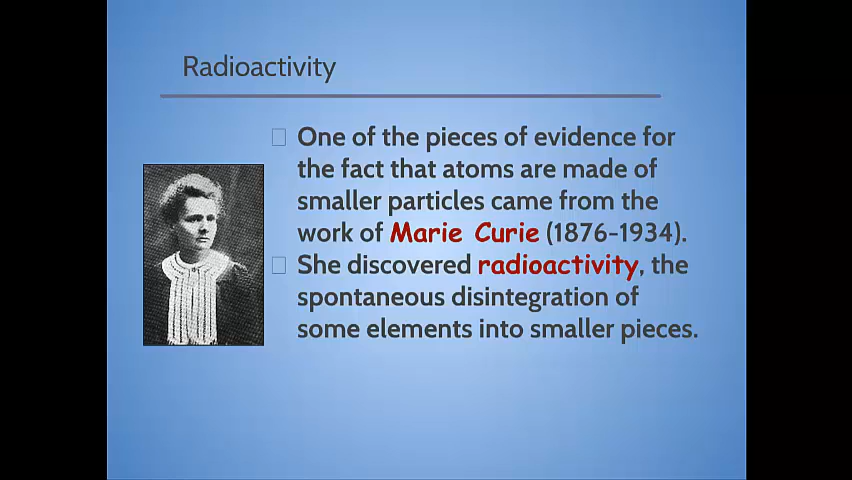 Radioactivity
One of the pieces of evidence for
the fact that atoms are made of
smaller particles came from the
work of Marie Curie (1876-1934).
She discovered radioactivity, the
spontaneous disintegration of
some elements into smaller pieces.